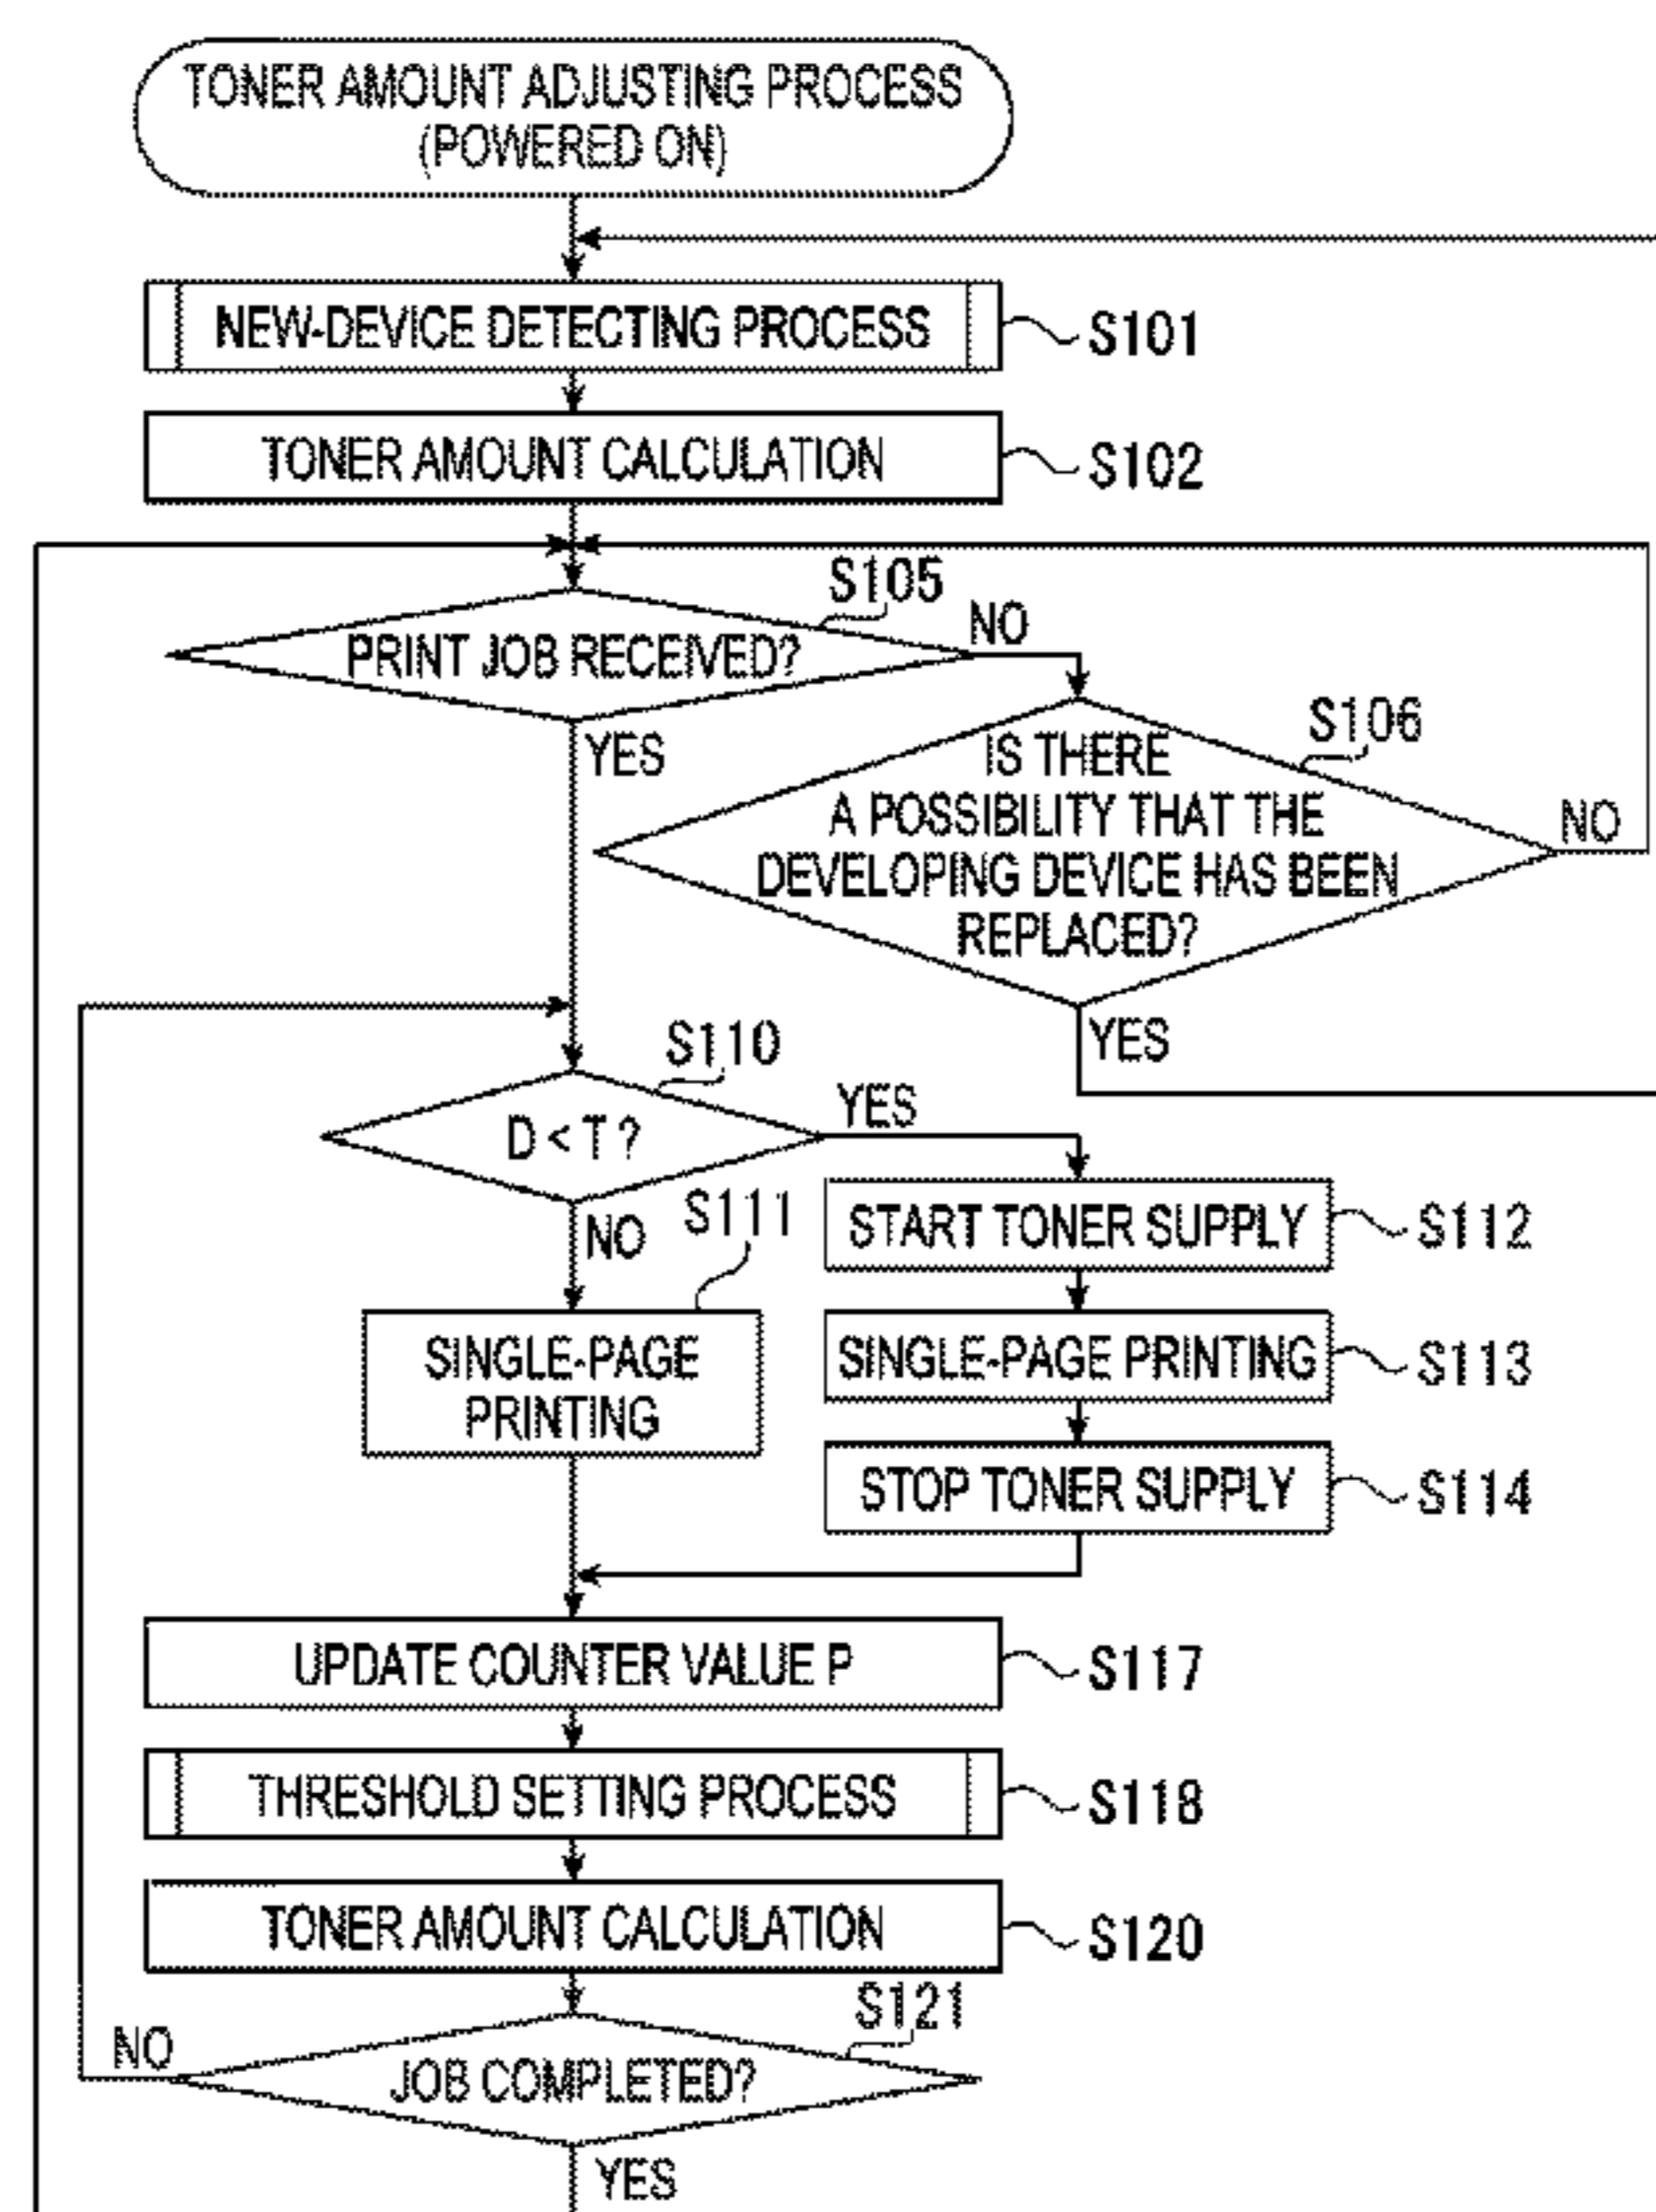 TONER AMOUNT ADJUSTING PROCESS
(POWERED ON)
NEW-DEVICE DETECTING PROCESS
S101
TONER AMOUNT CALCULATION
S102
S105
PRINT JOB RECEIVED?
NO
YES
S106
IS THERE
A POSSIBILITY THAT THE
DEVELOPING DEVICE HAS BEEN
REPLACED?
NO
YES
S110
D < T ?
YES
NO
S111
SINGLE-PAGE
PRINTING
START TONER SUPPLY
S112
SINGLE-PAGE PRINTING
S113
STOP TONER SUPPLY
S114
UPDATE COUNTER VALUE P
S117
THRESHOLD SETTING PROCESS
S118
TONER AMOUNT CALCULATION
S120
S121
JOB COMPLETED?
NO
YES